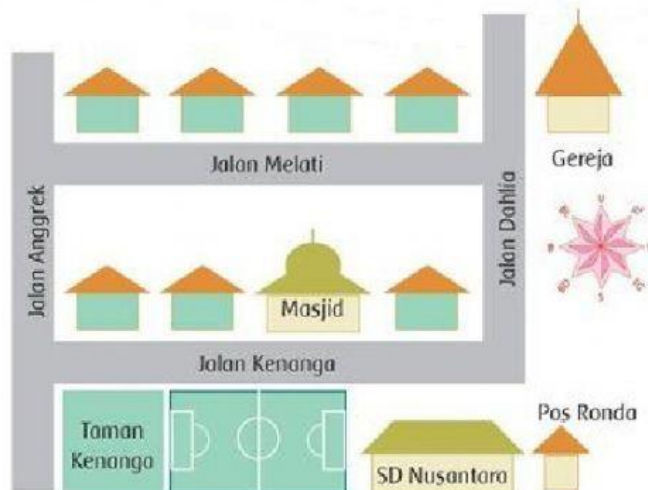 Jalan Melati
Gereja
Jalan Anggrek
Jalan Dahlia
U
B
S
Masjid
Jalan Kenanga
Taman
Kenanga
SD Nusantara
Pos Ronda